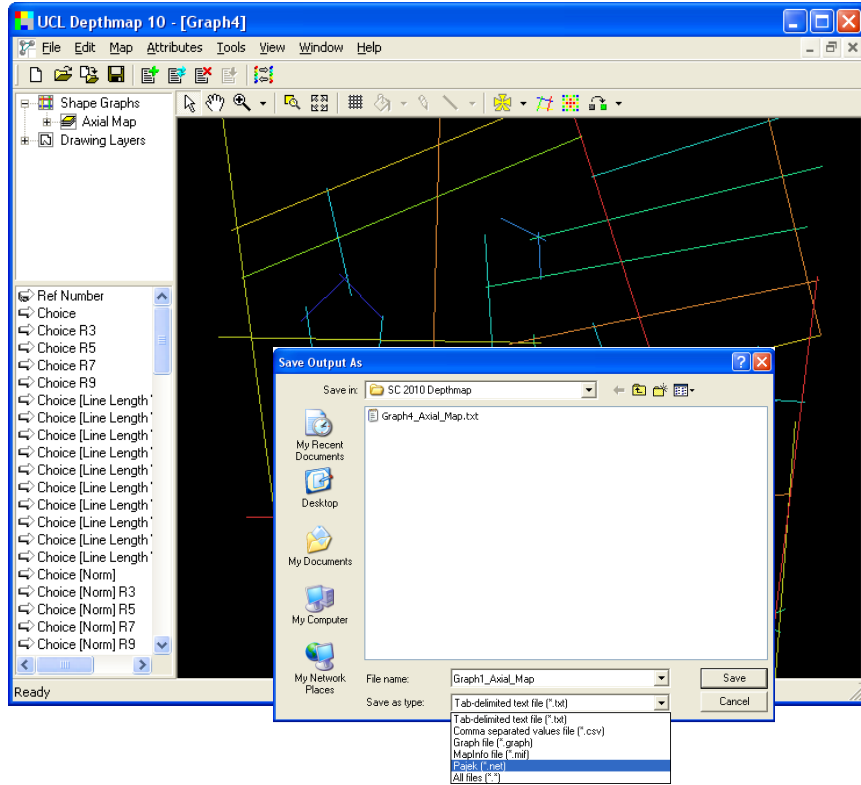 UCL Depthmap 10 - [Graph4]
File Edit Map Attributes Tools View Window Help
Shape Graphs
Axial Map
Drawing Layers
Ref Number
Choice
Choice R3
Choice R5
Choice R7
Choice R9
Choice [Line Length
Choice [Line Length
Choice [Line Length
Choice [Line Length
Choice [Line Length
Choice [Line Length
Choice [Line Length
Choice [Line Length
Choice [Line Length
Choice [Line Length
Choice [Norm]
Choice [Norm] R3
Choice [Norm] R5
Choice [Norm] R7
Choice [Norm] R9
Ready
Save Output As
Save in: SC 2010 Depthmap
Graph4_Axial_Map.txt
My Recent
Documents
Desktop
My Documents
My Computer
My Network
Places
File name: Graph1_Axial_Map Save
Save as type: Tab-delimited text file (*.txt) Cancel
Tab-delimited text file (*.txt)
Comma separated values file (*.csv)
Graph file (*.graph)
MapInfo file (*.mif)
Pajek (*.net)
All files (*.*)